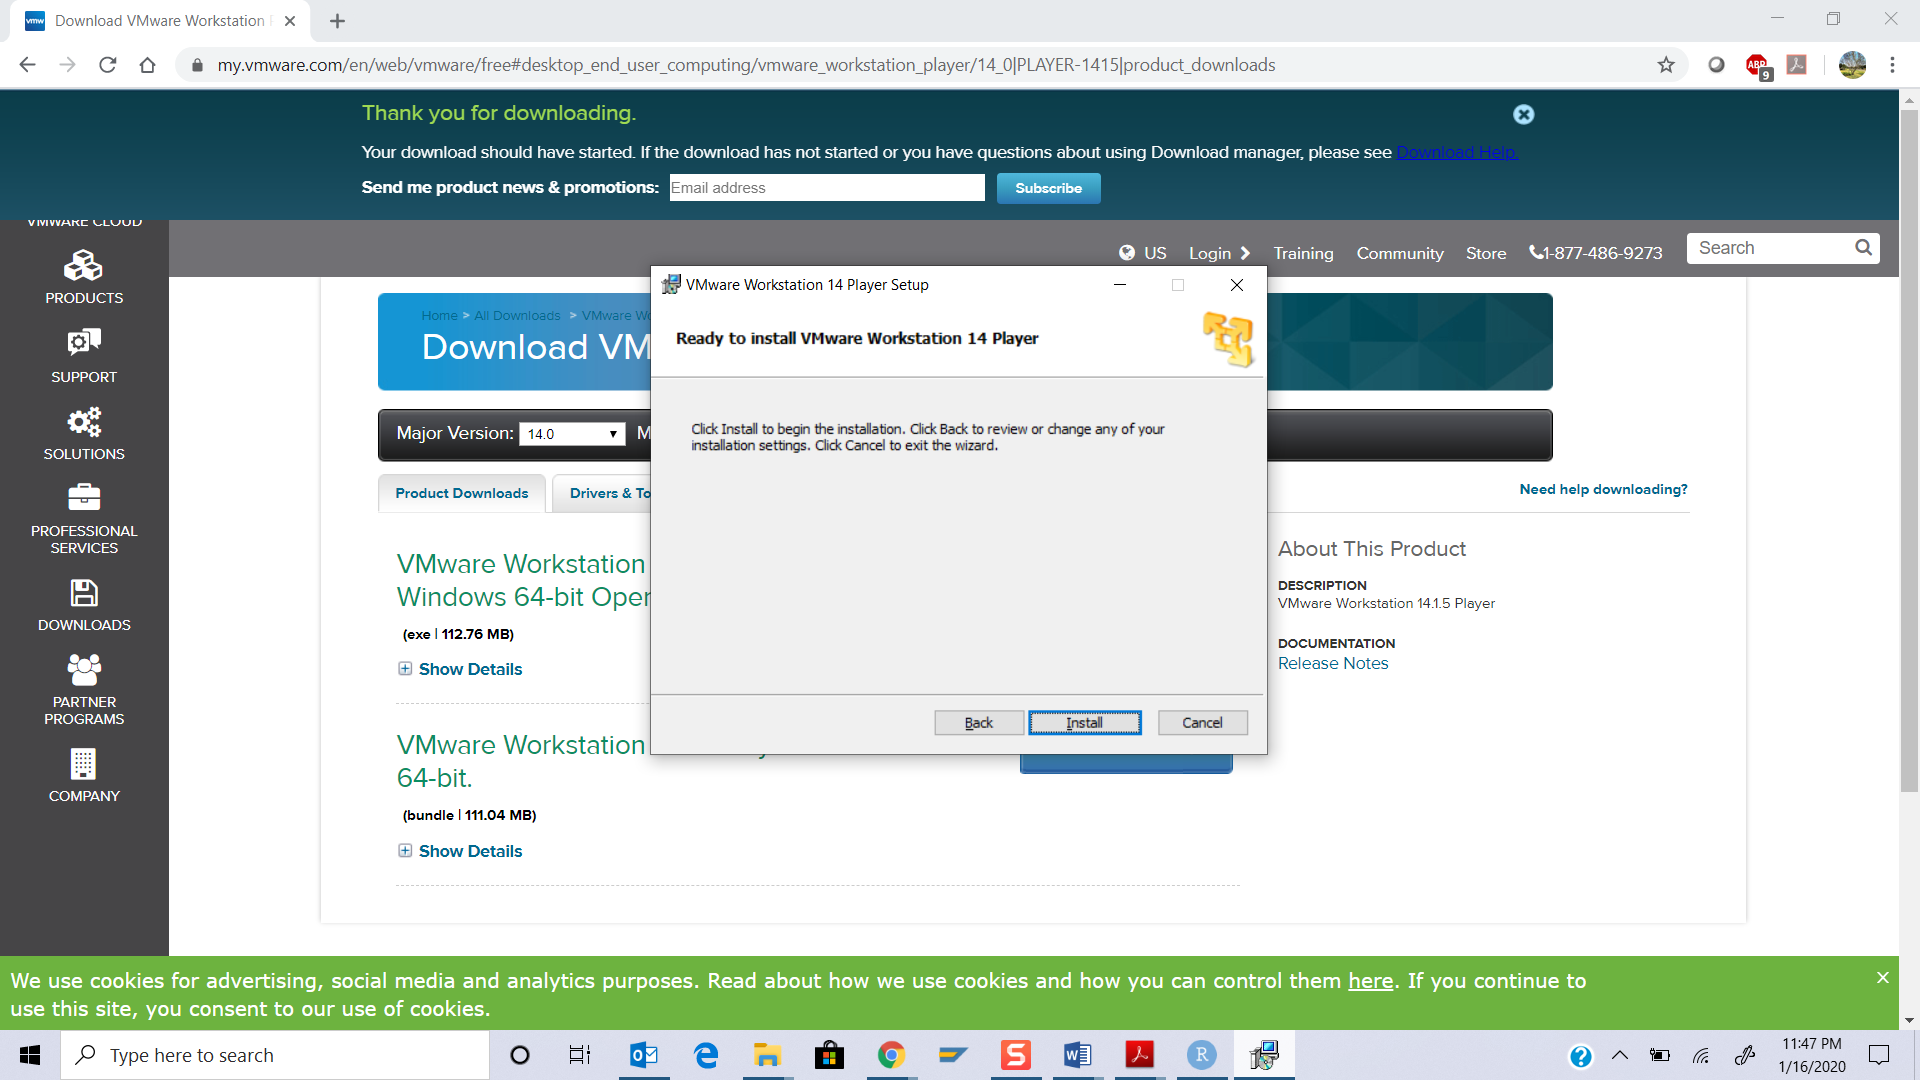 vmw
Download VMware Workstation P
my.vmware.com/en/web/vmware/free#desktop_end_user_computing/vmware_workstation_player/14_0|PLAYER-1415|product_downloads
ABP
9
Thank you for downloading.
Your download should have started. If the download has not started or you have questions about using Download manager, please see Download Help.
Send me product news & promotions:
Email address
Subscribe
VMWARE CLOUD
PRODUCTS
SUPPORT
SOLUTIONS
PROFESSIONAL
SERVICES
DOWNLOADS
PARTNER
PROGRAMS
COMPANY
US
Login
Training
Community
Store
1-877-486-9273
Search
Home > All Downloads > VMware Wo
Download VM
Major Version:
14.0
M
Product Downloads
Drivers & To
Need help downloading?
VMware Workstation
Windows 64-bit Oper
(exe | 112.76 MB)
Show Details
VMware Workstation
64-bit.
(bundle | 111.04 MB)
Show Details
About This Product
DESCRIPTION
VMware Workstation 14.1.5 Player
DOCUMENTATION
Release Notes
VMware Workstation 14 Player Setup
Ready to install VMware Workstation 14 Player
Click Install to begin the installation. Click Back to review or change any of your
installation settings. Click Cancel to exit the wizard.
Back
Install
Cancel
We use cookies for advertising, social media and analytics purposes. Read about how we use cookies and how you can control them here. If you continue to
use this site, you consent to our use of cookies.
Type here to search
11:47 PM
1/16/2020